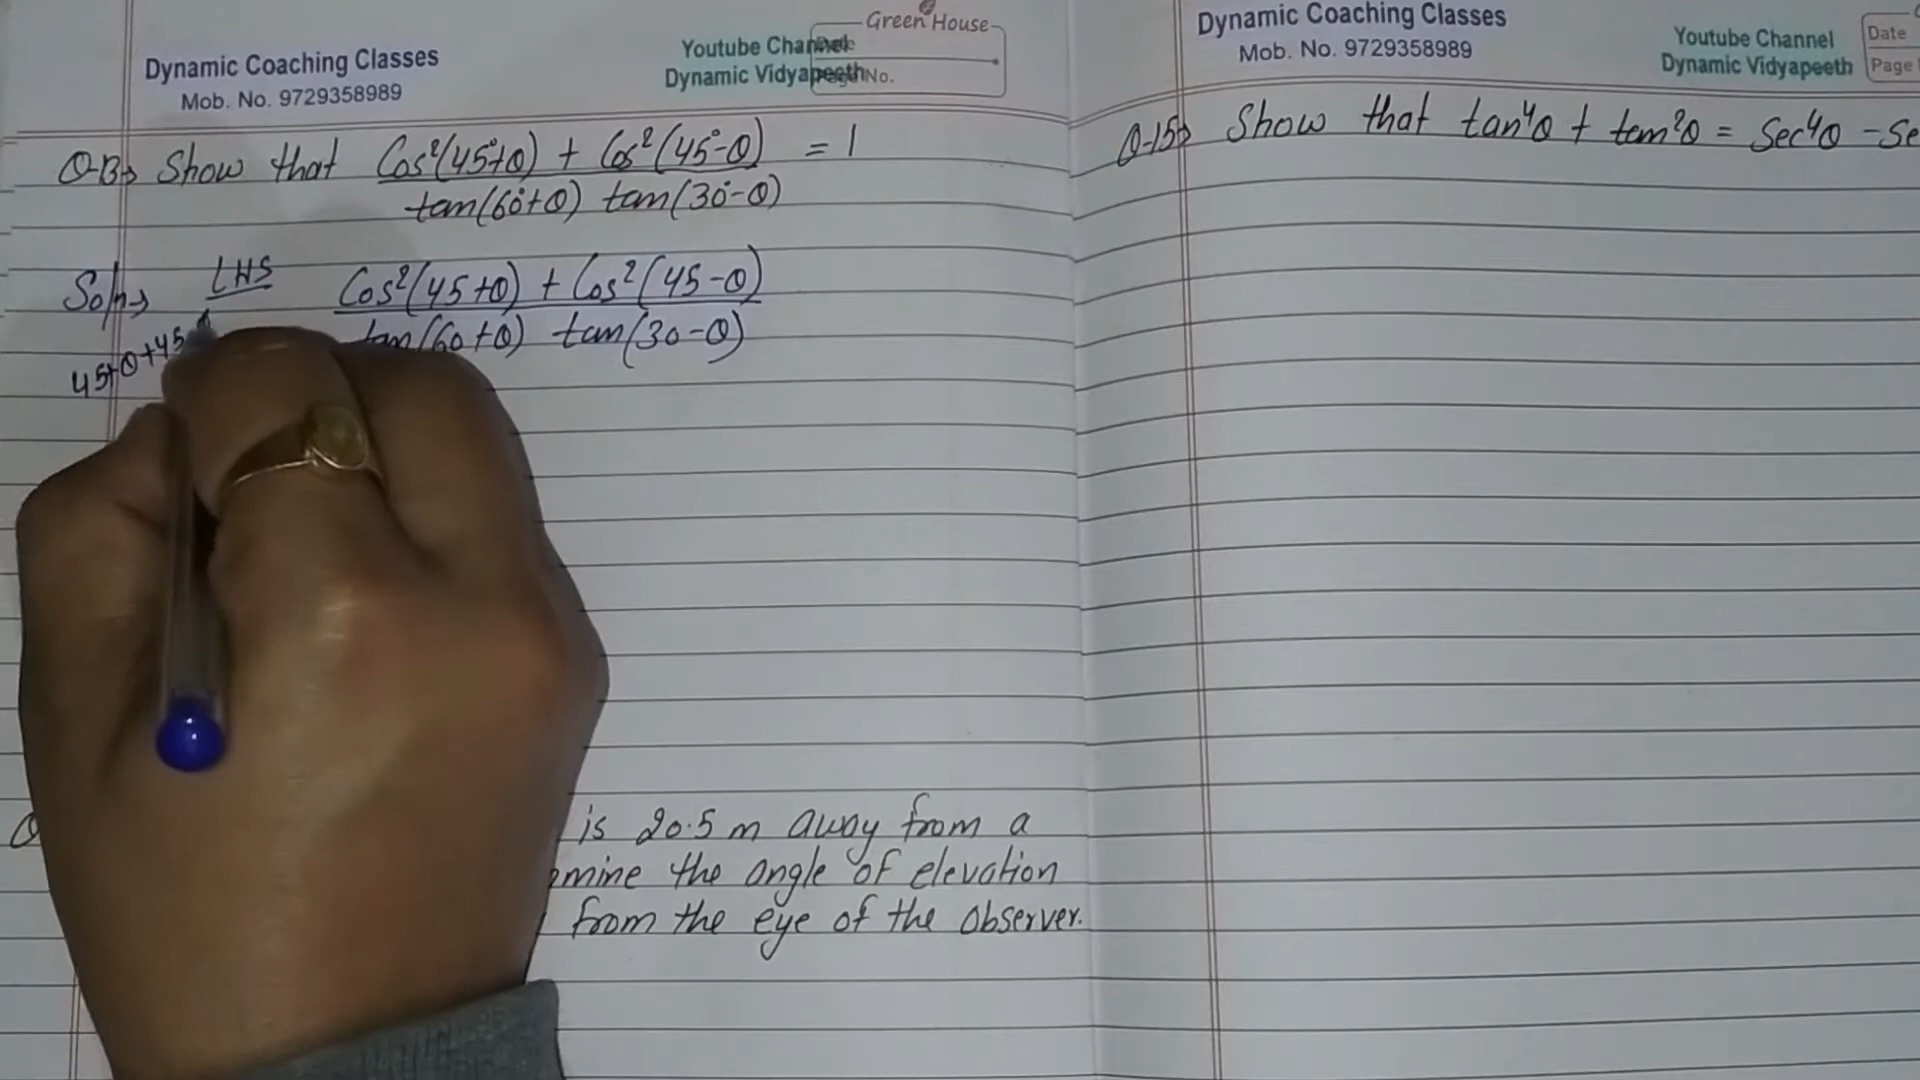 Green House
Dynamic Coaching Classes
Mob. No. 9729358989
Youtube Channel
Dynamic Vidyapeeth
No.
Q-13→ Show that Cos²(45°+θ) + Cos²(45°-θ) = 1
tan(60°+θ) tan(30°-θ)
Soln→ LHS Cos²(45+θ) + Cos²(45-θ)
tan(60+θ) tan(30-θ)
45+θ+45
is 20.5 m away from a
the angle of elevation
from the eye of the observer.
Dynamic Coaching Classes
Mob. No. 9729358989
Youtube Channel
Dynamic Vidyapeeth
Date
Page
Q-15→ Show that tan⁴θ + tan²θ = Sec⁴θ - Se